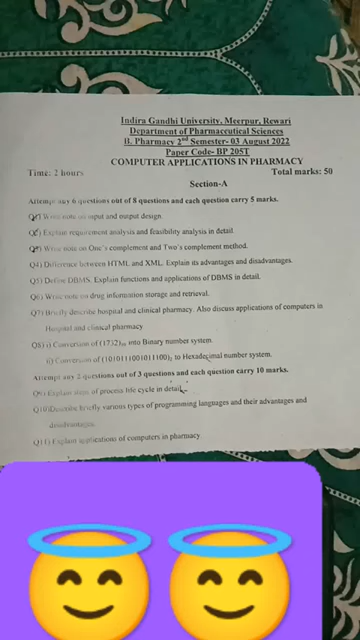 Indira Gandhi University, Meerpur, Rewari
Department of Pharmaceutical Sciences
B. Pharmacy 2nd Semester- 03 August 2022
Paper Code- BP 205T
COMPUTER APPLICATIONS IN PHARMACY
Time: 2 hours Total marks: 50
Section-A
Attempt any 6 questions out of 8 questions and each question carry 5 marks.
Q1) Write note on input and output design.
Q2) Explain requirement analysis and feasibility analysis in detail.
Q3) Write note on One's complement and Two's complement method.
Q4) Difference between HTML and XML. Explain its advantages and disadvantages.
Q5) Define DBMS. Explain functions and applications of DBMS in detail.
Q6) Write note on drug information storage and retrieval.
Q7) Briefly describe hospital and clinical pharmacy. Also discuss applications of computers in
Hospital and clinical pharmacy
Q8) i) Conversion of (1732)₁₀ into Binary number system.
ii) Conversion of (10101110010111100)₂ to Hexadecimal number system.
Attempt any 2 questions out of 3 questions and each question carry 10 marks.
Q9) Explain steps of process life cycle in detail.
Q10)Describe briefly various types of programming languages and their advantages and
disadvantages.
Q11) Explain applications of computers in pharmacy